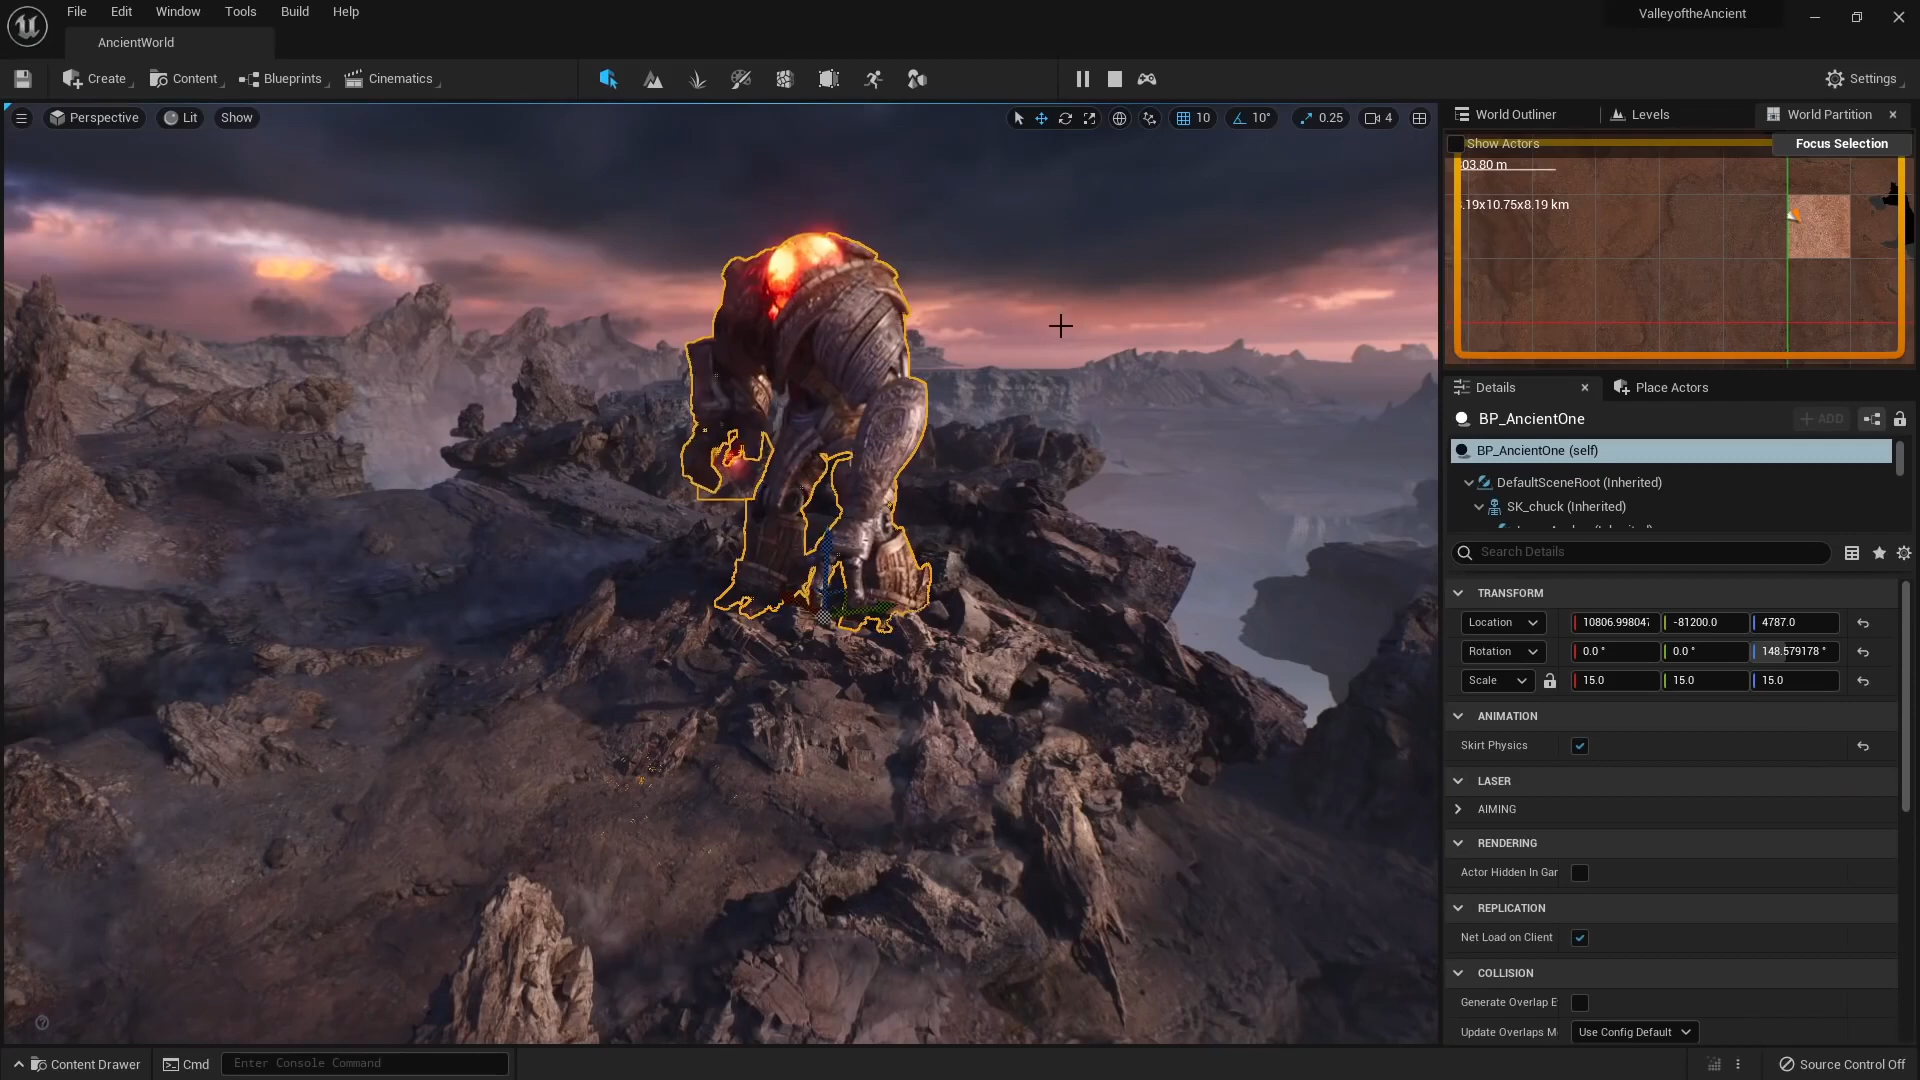 File Edit Window Tools Build Help
ValleyoftheAncient
AncientWorld
Create Content Blueprints Cinematics
Settings
Perspective Lit Show
10 10° 0.25 4
World Outliner Levels World Partition
Show Actors
Focus Selection
03.80 m
.19x10.75x8.19 km
Details Place Actors
BP_AncientOne
ADD
BP_AncientOne (self)
DefaultSceneRoot (Inherited)
SK_chuck (Inherited)
Search Details
TRANSFORM
Location 10806.998047 -81200.0 4787.0
Rotation 0.0 ° 0.0 ° 148.579178 °
Scale 15.0 15.0 15.0
ANIMATION
Skirt Physics
LASER
AIMING
RENDERING
Actor Hidden In Gar
REPLICATION
Net Load on Client
COLLISION
Generate Overlap E
Update Overlaps M Use Config Default
Content Drawer Cmd Enter Console Command
Source Control Off